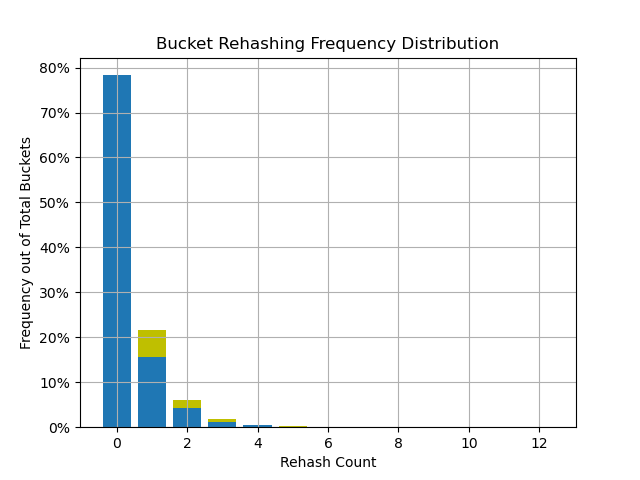 Bucket Rehashing Frequency Distribution
Frequency out of Total Buckets
80%
70%
60%
50%
40%
30%
20%
10%
0%
0 2 4 6 8 10 12
Rehash Count